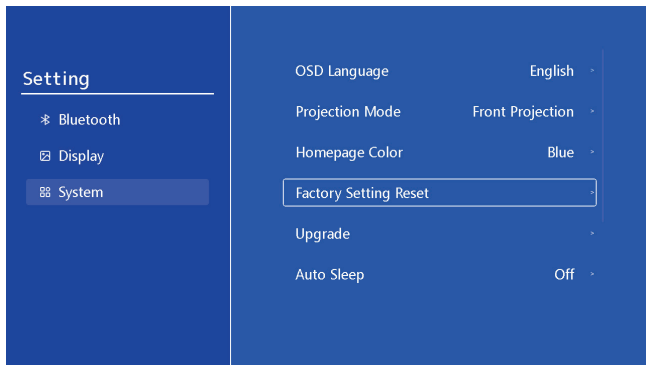 Setting
Bluetooth
Display
System
OSD Language English >
Projection Mode Front Projection >
Homepage Color Blue >
Factory Setting Reset >
Upgrade >
Auto Sleep Off >